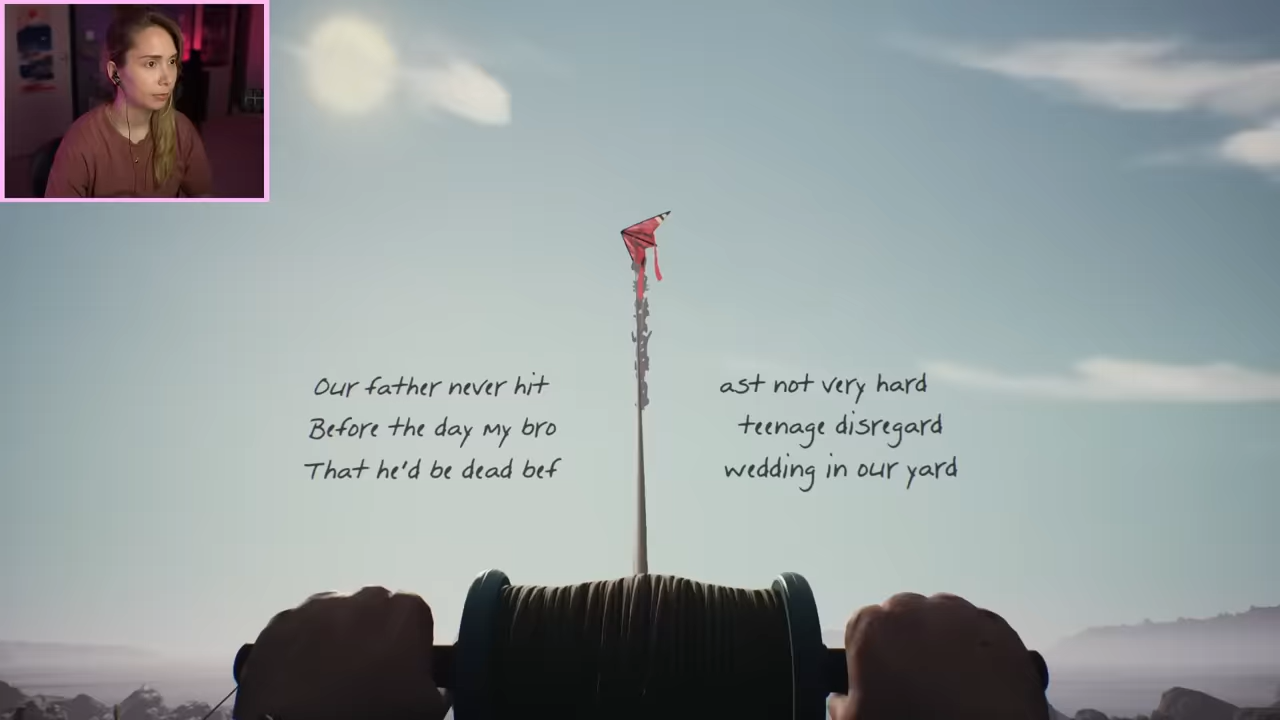 Our father never hit ast not very hard
Before the day my bro teenage disregard
That he'd be dead bef wedding in our yard